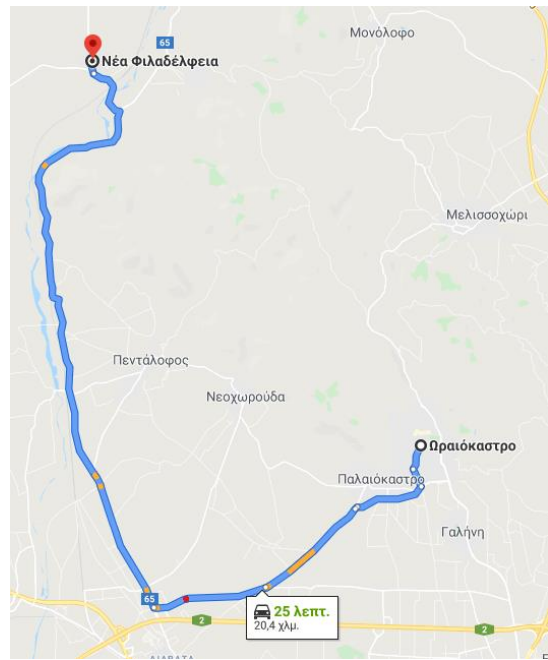 Μονόλοφο
65
Νέα Φιλαδέλφεια
Μελισσοχώρι
Πεντάλοφος
Νεοχωρούδα
Ωραιόκαστρο
Παλαιόκαστρο
Γαλήνη
65
25 λεπτ.
20,4 χλμ.
2
2